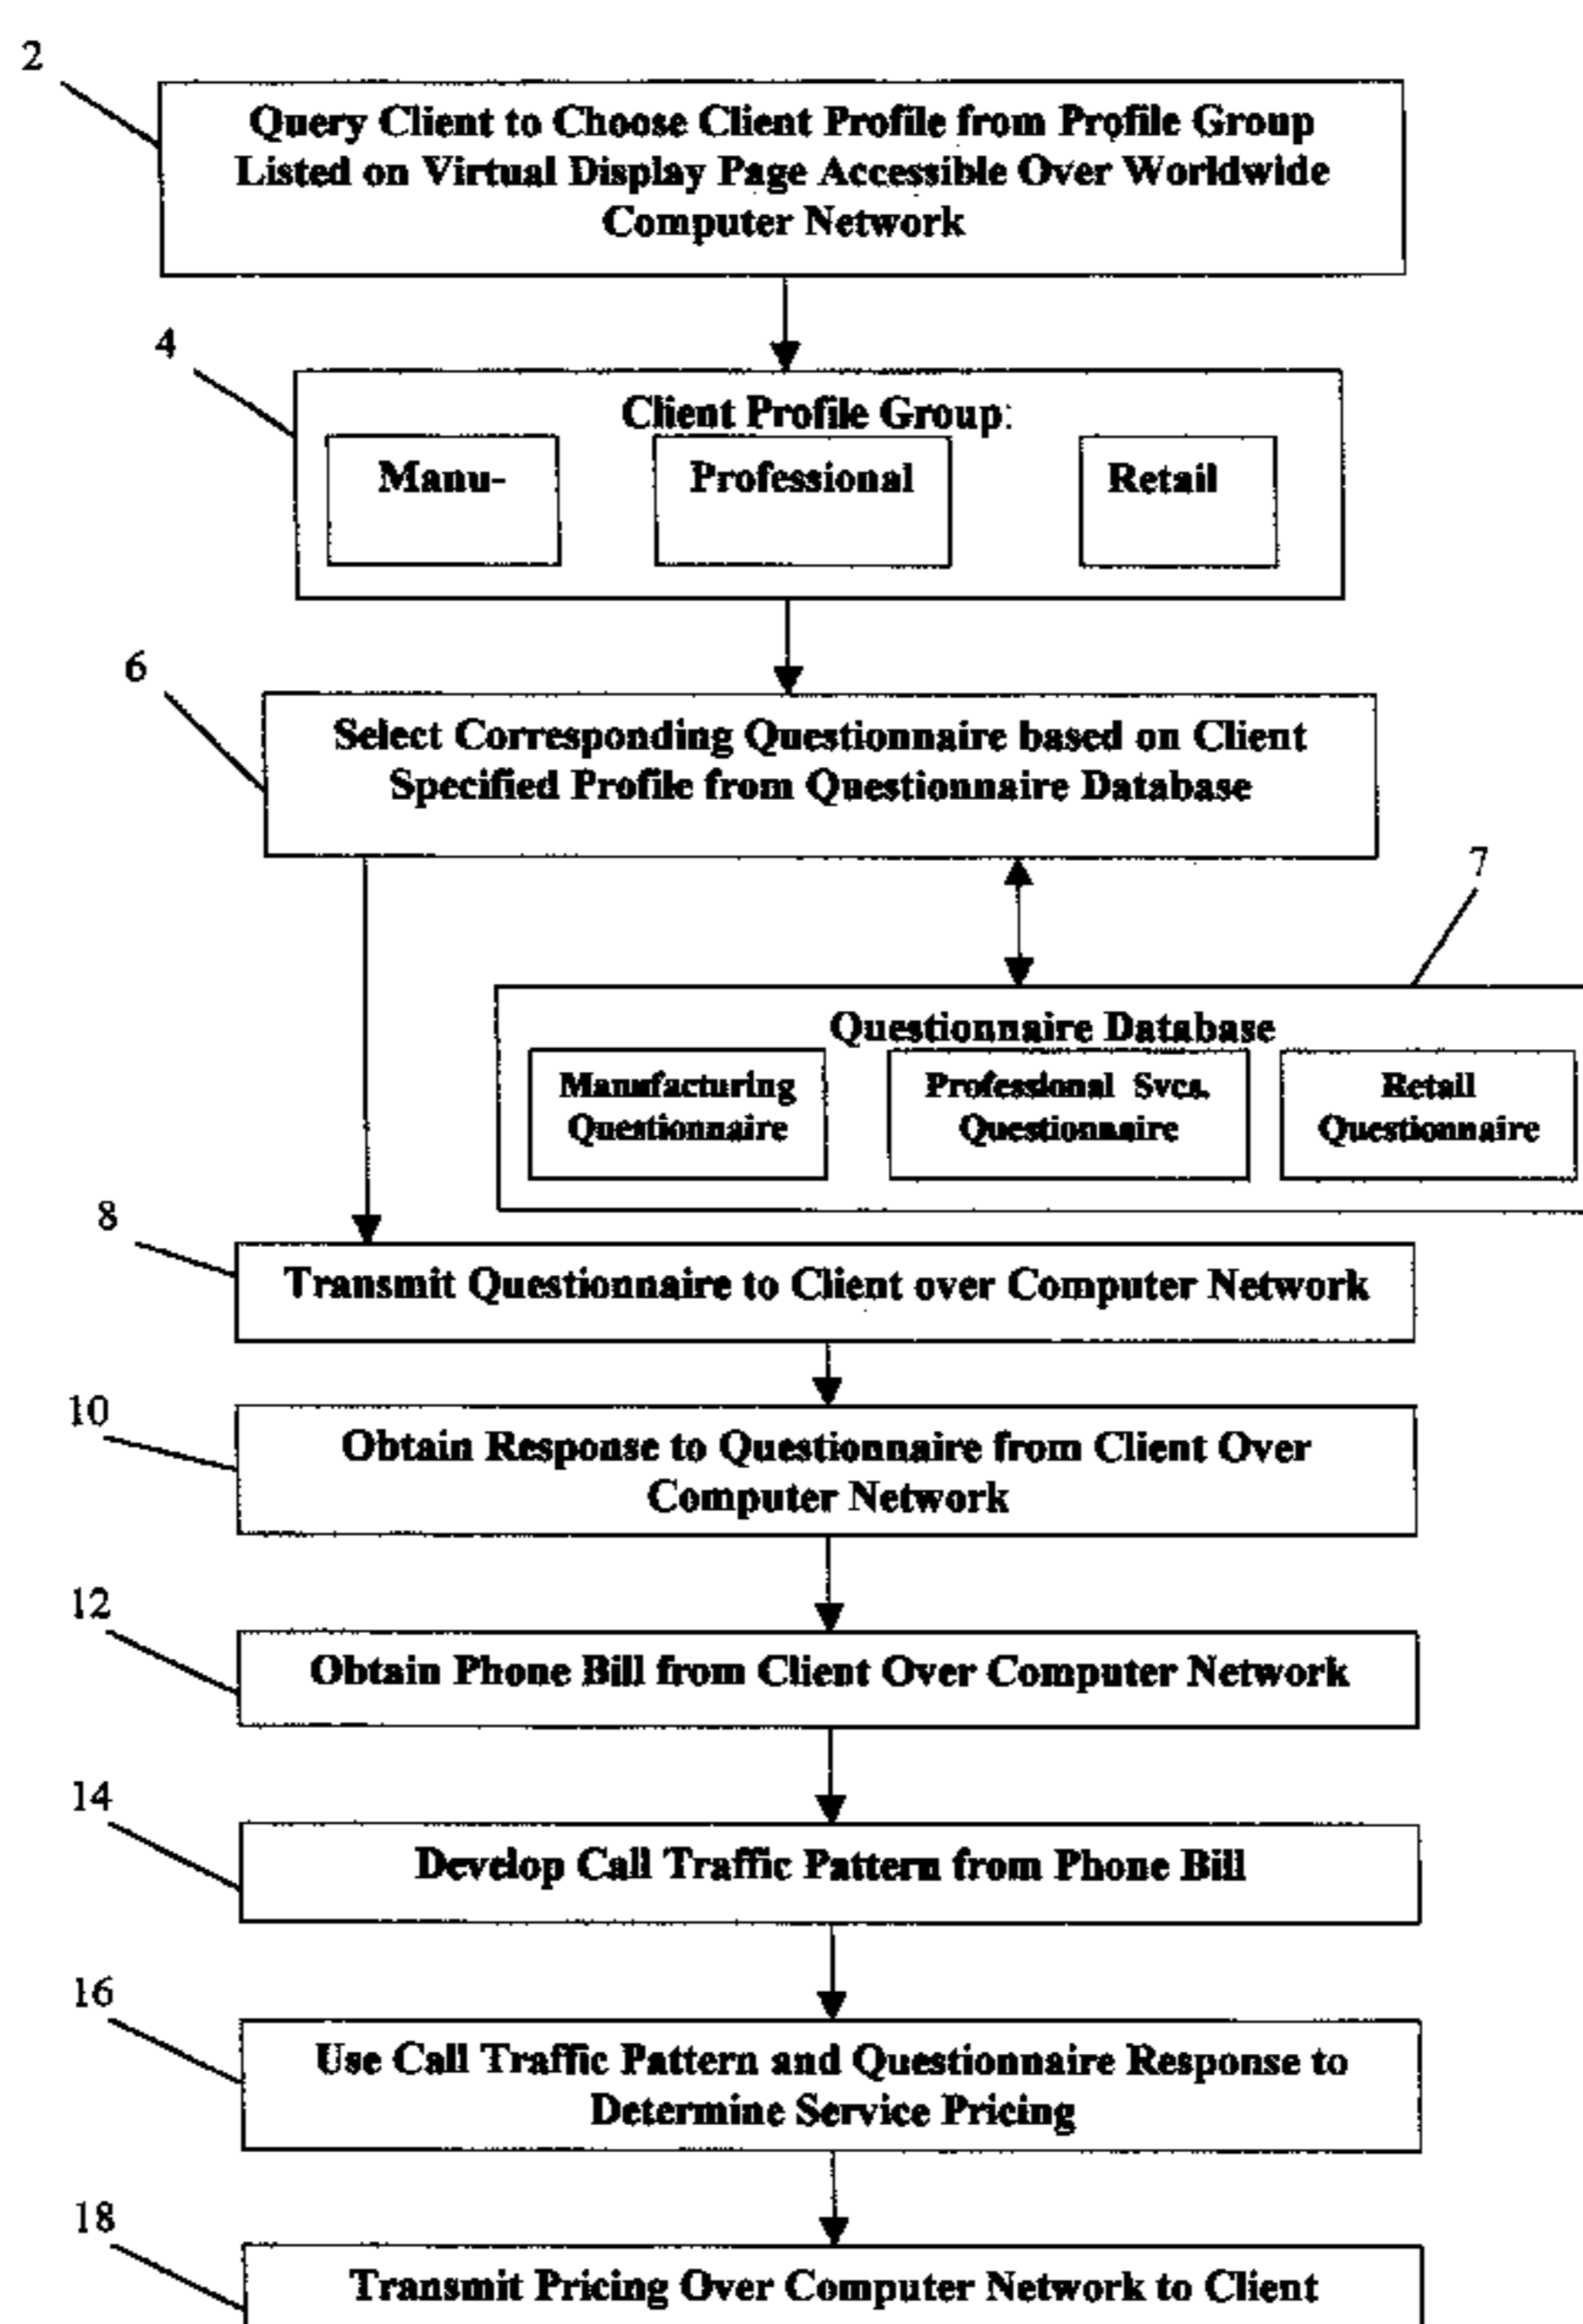 2
Query Client to Choose Client Profile from Profile Group
Listed on Virtual Display Page Accessible Over Worldwide
Computer Network
4
Client Profile Group:
Manu-
Professional
Retail
6
Select Corresponding Questionnaire based on Client
Specified Profile from Questionnaire Database
7
Questionnaire Database
Manufacturing
Questionnaire
Professional Svcs.
Questionnaire
Retail
Questionnaire
8
Transmit Questionnaire to Client over Computer Network
10
Obtain Response to Questionnaire from Client Over
Computer Network
12
Obtain Phone Bill from Client Over Computer Network
14
Develop Call Traffic Pattern from Phone Bill
16
Use Call Traffic Pattern and Questionnaire Response to
Determine Service Pricing
18
Transmit Pricing Over Computer Network to Client